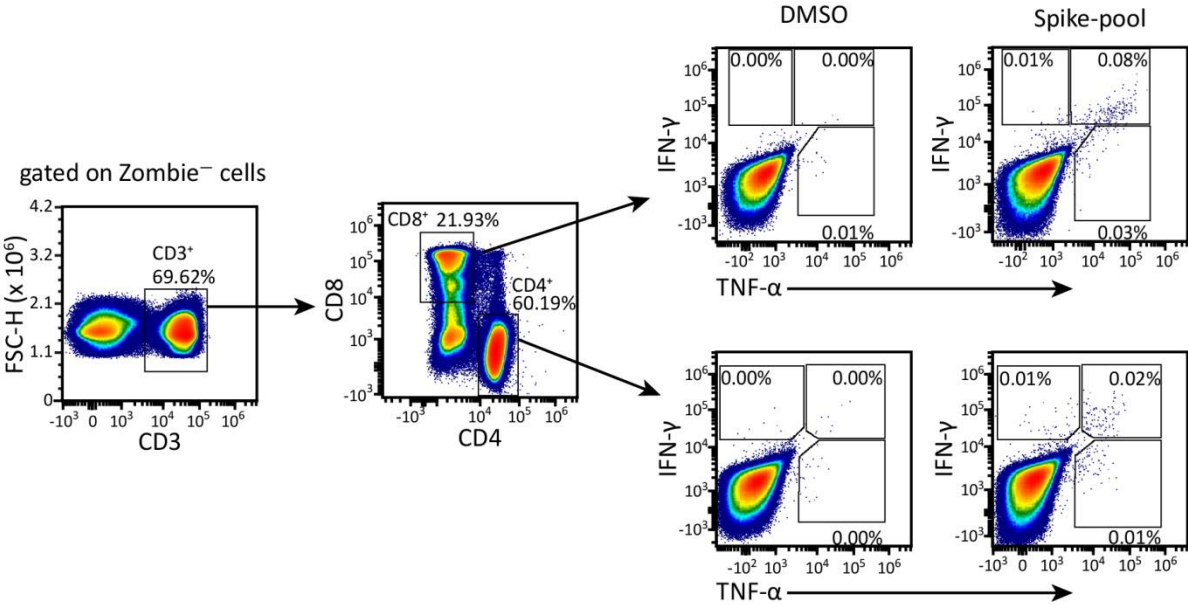 DMSO
Spike-pool
gated on Zombie⁻ cells
4.2
3.2
2.1
1.1
0
FSC-H (x 10⁶)
CD3⁺
69.62%
-10³ 0 10⁴ 10⁵ 10⁶
CD3
10⁶
10⁵
10⁴
10³
-10³
CD8
CD8⁺ 21.93%
CD4⁺
60.19%
-10³ 10⁴ 10⁵ 10⁶
CD4
10⁶
10⁵
10⁴
10³
-10³
IFN-γ
0.00% 0.00%
0.01%
-10² 10³ 10⁴ 10⁵ 10⁶
10⁶
10⁵
10⁴
10³
-10³
IFN-γ
0.01% 0.08%
0.03%
-10² 10³ 10⁴ 10⁵ 10⁶
TNF-α
10⁶
10⁵
10⁴
10³
-10³
IFN-γ
0.00% 0.00%
0.00%
-10² 10³ 10⁴ 10⁵ 10⁶
10⁶
10⁵
10⁴
10³
-10³
IFN-γ
0.01% 0.02%
0.01%
-10³ 0 10⁴ 10⁵ 10⁶
TNF-α